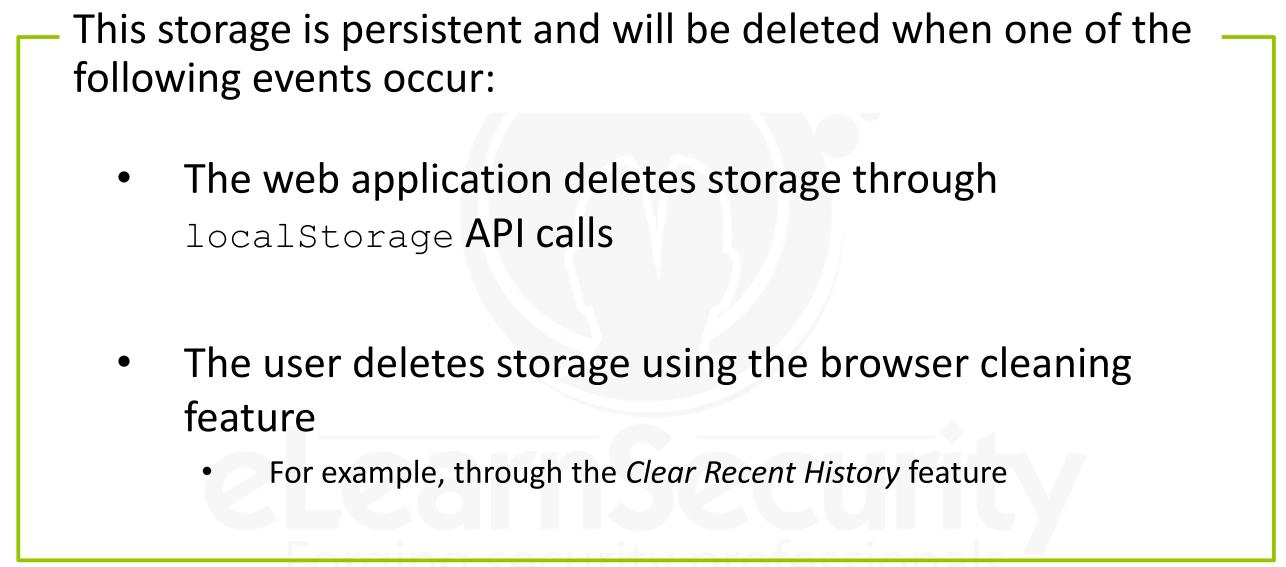 This storage is persistent and will be deleted when one of the
following events occur:
• The web application deletes storage through
localStorage API calls
• The user deletes storage using the browser cleaning
feature
• For example, through the Clear Recent History feature
eLearnSecurity
Forging security professionals